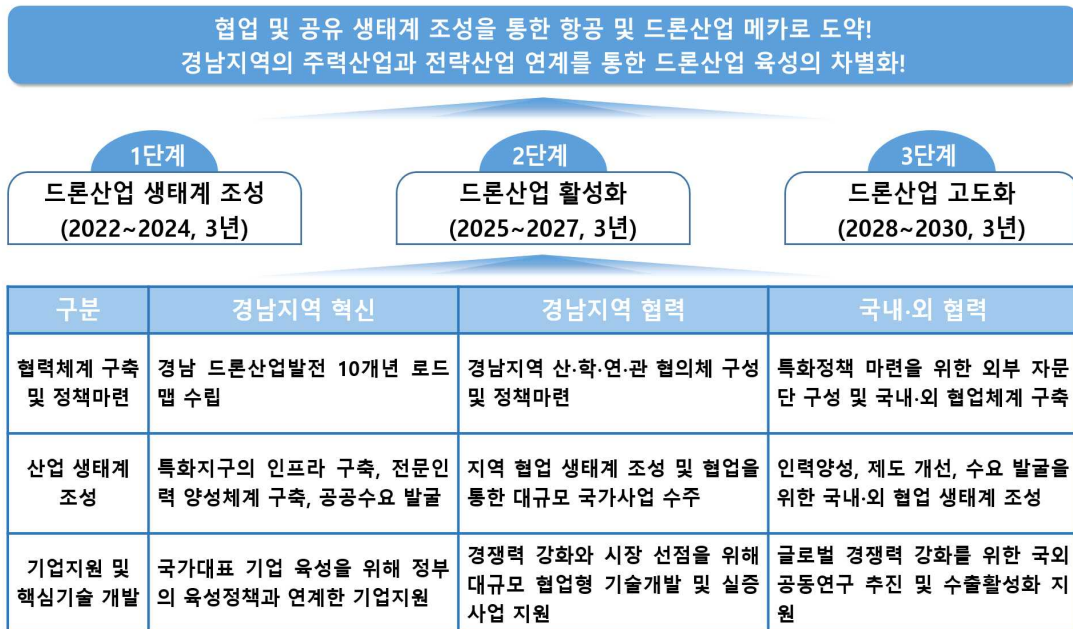 협업 및 공유 생태계 조성을 통한 항공 및 드론산업 메카로 도약!
경남지역의 주력산업과 전략산업 연계를 통한 드론산업 육성의 차별화!
1단계
드론산업 생태계 조성
(2022~2024, 3년)
2단계
드론산업 활성화
(2025~2027, 3년)
3단계
드론산업 고도화
(2028~2030, 3년)
구분
경남지역 혁신
경남지역 협력
국내·외 협력
협력체계 구축
및 정책마련
경남 드론산업발전 10개년 로드
맵 수립
경남지역 산·학·연·관 협의체 구성
및 정책마련
특화정책 마련을 위한 외부 자문
단 구성 및 국내·외 협업체계 구축
산업 생태계
조성
특화지구의 인프라 구축, 전문인
력 양성체계 구축, 공공수요 발굴
지역 협업 생태계 조성 및 협업을
통한 대규모 국가사업 수주
인력양성, 제도 개선, 수요 발굴을
위한 국내·외 협업 생태계 조성
기업지원 및
핵심기술 개발
국가대표 기업 육성을 위해 정부
의 육성정책과 연계한 기업지원
경쟁력 강화와 시장 선점을 위해
대규모 협업형 기술개발 및 실증
사업 지원
글로벌 경쟁력 강화를 위한 국외
공동연구 추진 및 수출활성화 지
원